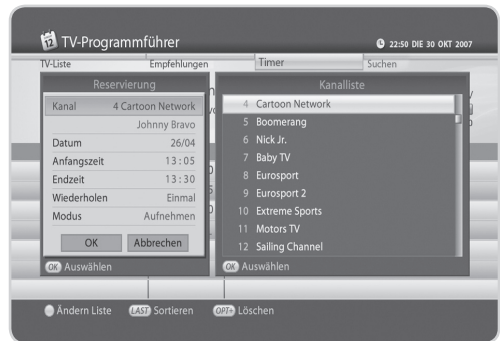 12 TV-Programmführer
22:50 DIE 30 OKT 2007
TV-Liste Empfehlungen Timer Suchen
Reservierung
Kanal 4 Cartoon Network
Johnny Bravo
Datum 26/04
Anfangszeit 13:05
Endzeit 13:30
Wiederholen Einmal
Modus Aufnehmen
OK Abbrechen
OK Auswählen
Kanalliste
4 Cartoon Network
5 Boomerang
6 Nick Jr.
7 Baby TV
8 Eurosport
9 Eurosport 2
10 Extreme Sports
11 Motors TV
12 Sailing Channel
OK Auswählen
Ändern Liste LAST Sortieren OPT+ Löschen